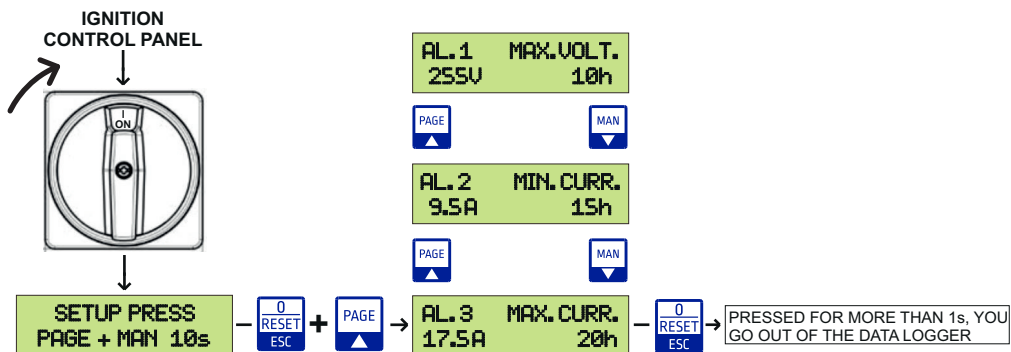 IGNITION
CONTROL PANEL
I
ON
SETUP PRESS
PAGE + MAN 10s
0
RESET
ESC
+
PAGE
AL.1 MAX.VOLT.
255V 10h
PAGE
MAN
AL.2 MIN.CURR.
9.5A 15h
PAGE
MAN
AL.3 MAX.CURR.
17.5A 20h
0
RESET
ESC
PRESSED FOR MORE THAN 1s, YOU
GO OUT OF THE DATA LOGGER